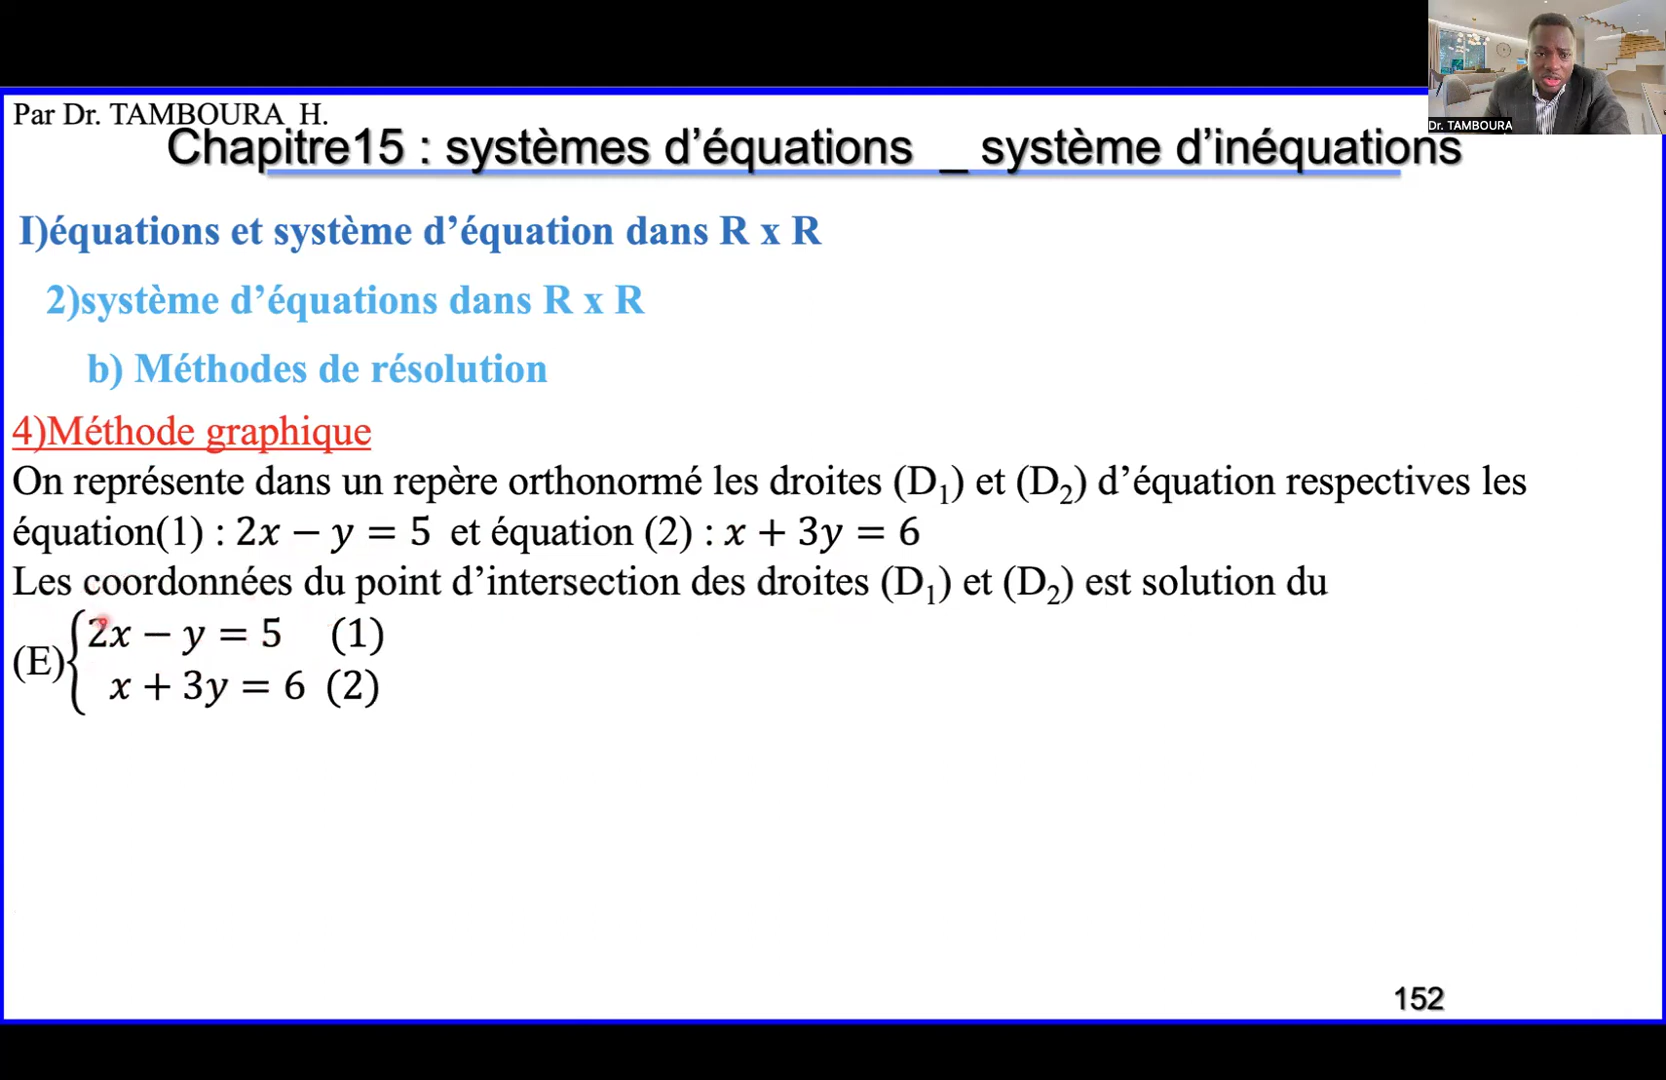 Par Dr. TAMBOURA H.
Dr. TAMBOURA
Chapitre15 : systèmes d’équations _ système d’inéquations
I)équations et système d’équation dans R x R
2)système d’équations dans R x R
b) Méthodes de résolution
4)Méthode graphique
On représente dans un repère orthonormé les droites (D₁) et (D₂) d’équation respectives les
équation(1) : 2x − y = 5 et équation (2) : x + 3y = 6
Les coordonnées du point d’intersection des droites (D₁) et (D₂) est solution du
(E){2x − y = 5 (1)
x + 3y = 6 (2)
152